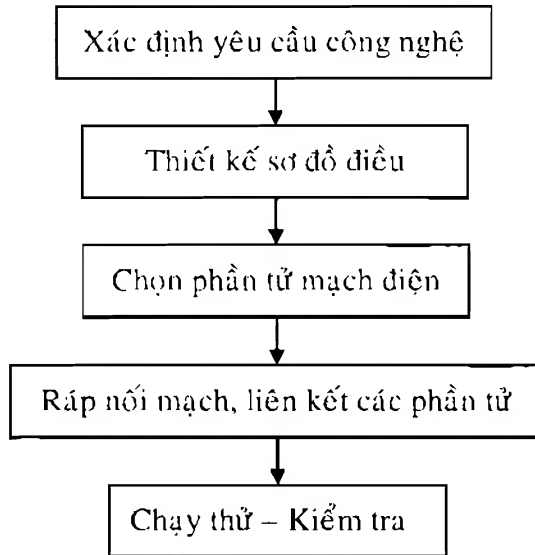 Xác định yêu cầu công nghệ
Thiết kế sơ đồ điều
Chọn phần tử mạch điện
Ráp nối mạch, liên kết các phần tử
Chạy thử – Kiểm tra